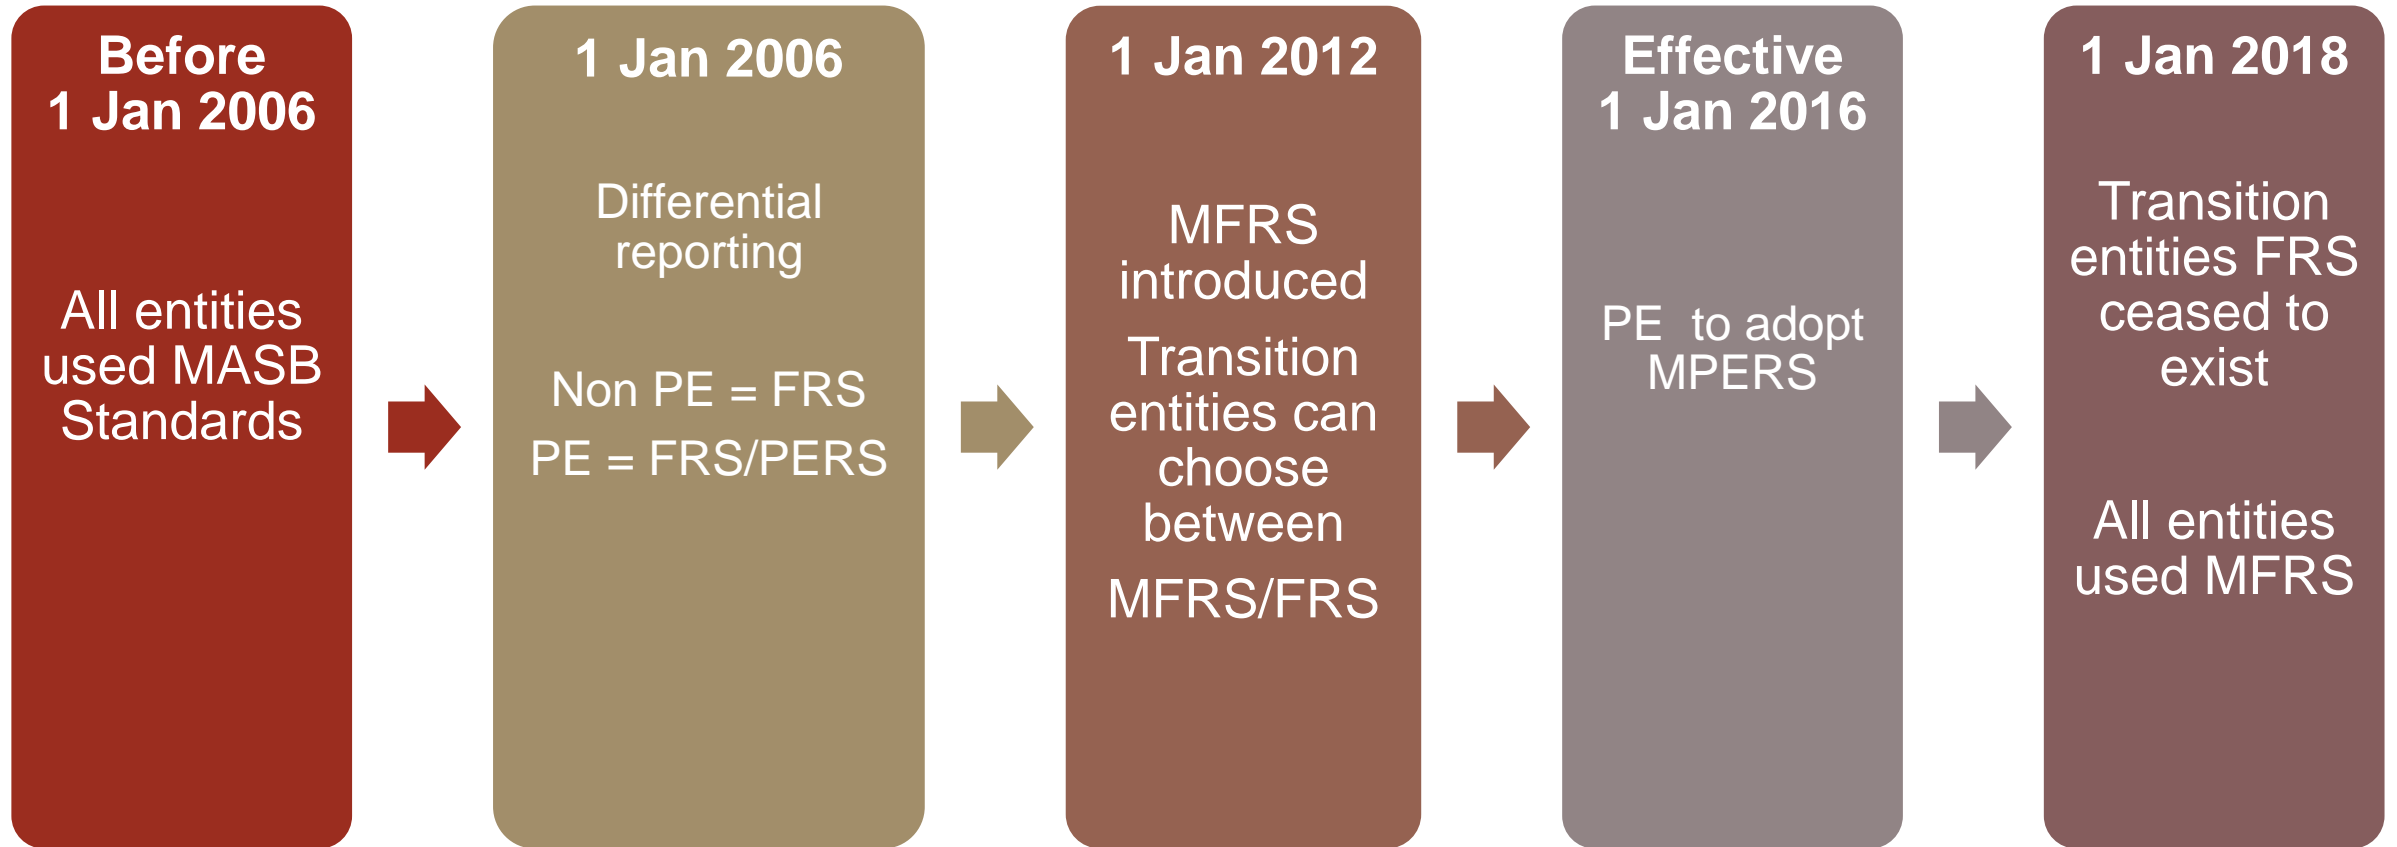 Before
1 Jan 2006
All entities
used MASB
Standards
1 Jan 2006
Differential
reporting
Non PE = FRS
PE = FRS/PERS
1 Jan 2012
MFRS
introduced
Transition
entities can
choose
between
MFRS/FRS
Effective
1 Jan 2016
PE to adopt
MPERS
1 Jan 2018
Transition
entities FRS
ceased to
exist
All entities
used MFRS